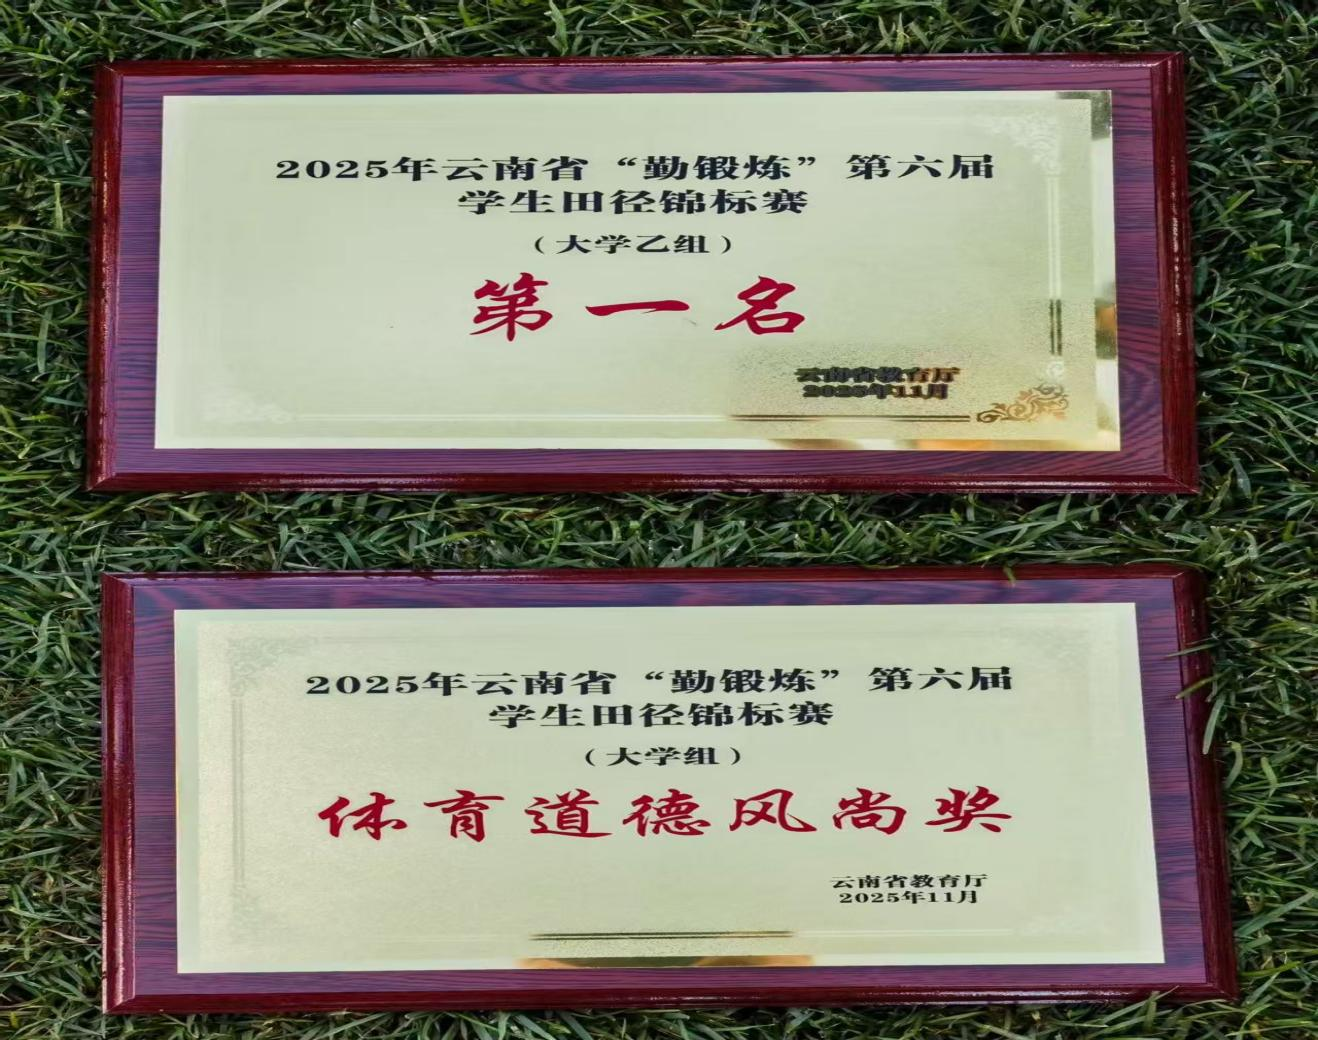 2025年云南省“勤锻炼”第六届
学生田径锦标赛
（大学乙组）
第一名
云南省教育厅
2025年11月
2025年云南省“勤锻炼”第六届
学生田径锦标赛
（大学组）
体育道德风尚奖
云南省教育厅
2025年11月